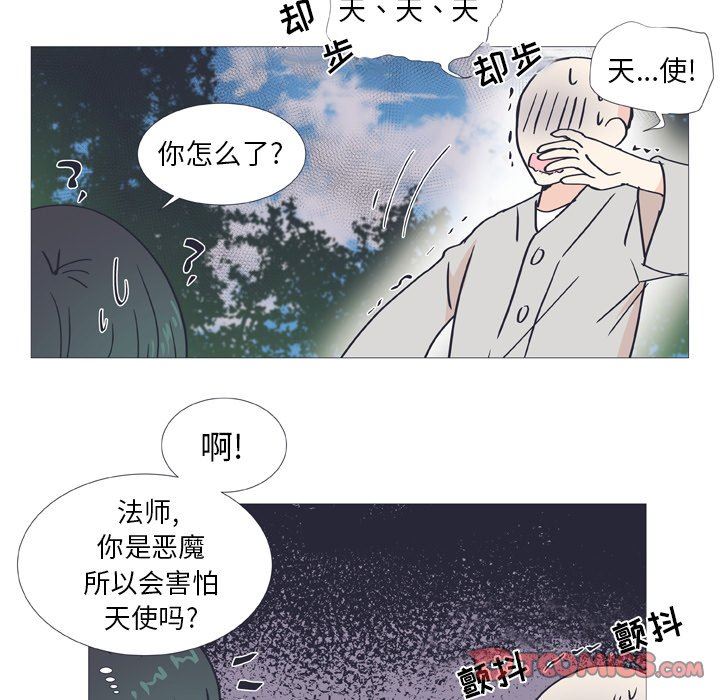 天、天、天
却步
却步
天...使!
你怎么了?
?
?
啊!
法师,
你是恶魔
所以会害怕
天使吗?
颤抖
颤抖